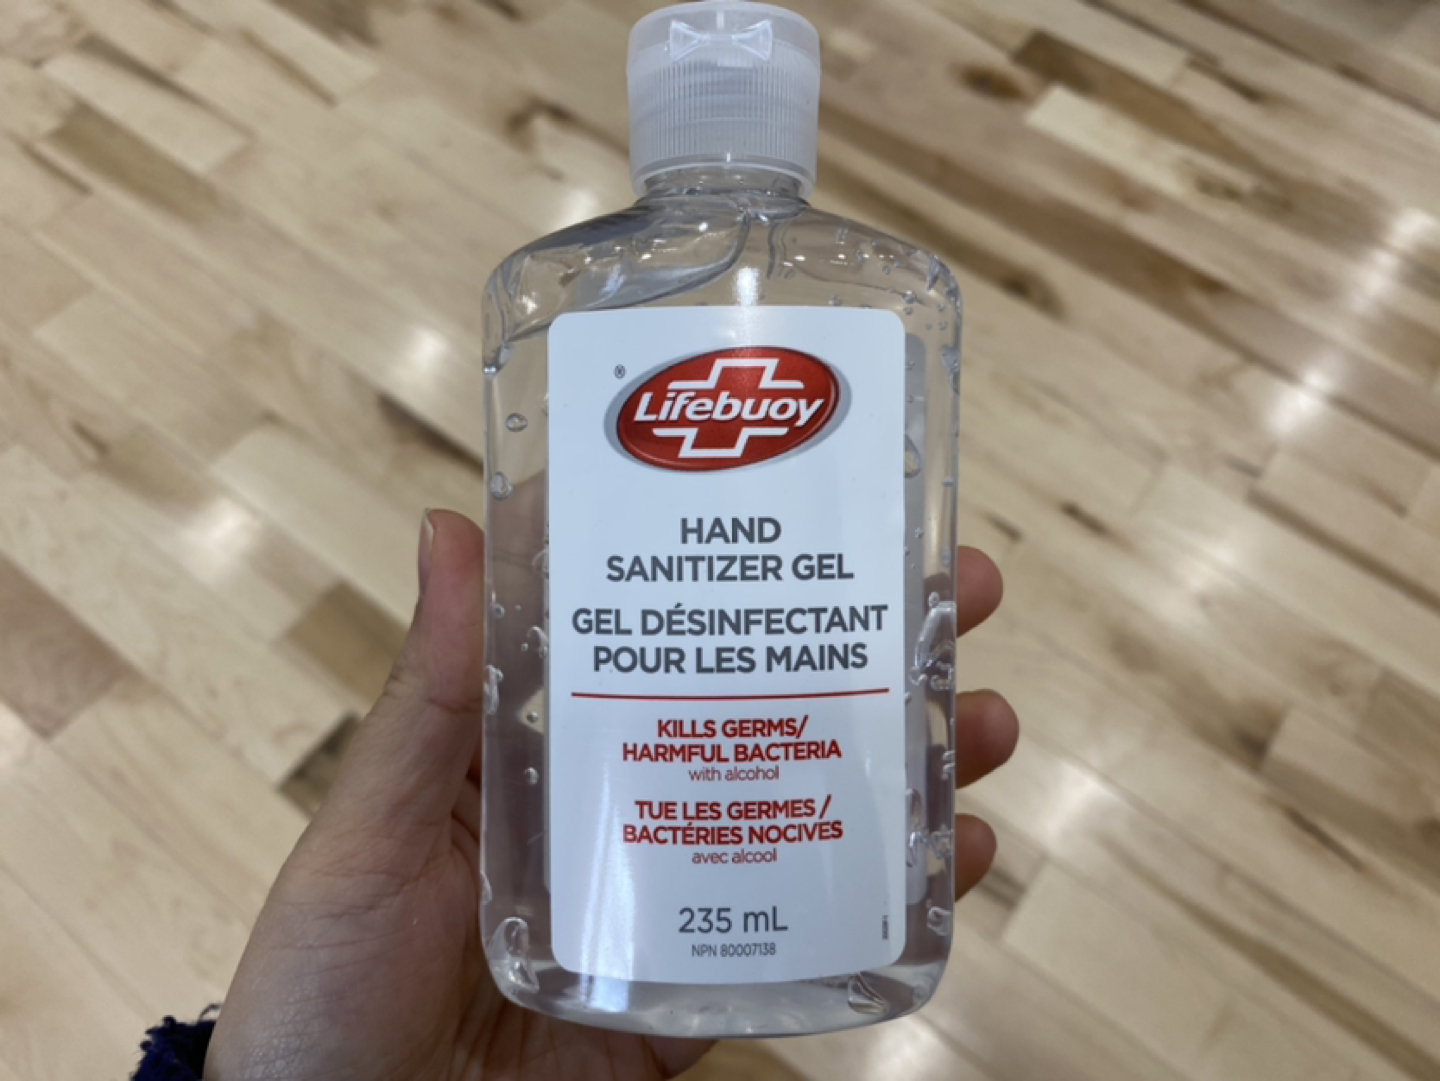 ®
Lifebuoy
HAND
SANITIZER GEL
GEL DÉSINFECTANT
POUR LES MAINS
KILLS GERMS/
HARMFUL BACTERIA
with alcohol
TUE LES GERMES /
BACTÉRIES NOCIVES
avec alcool
235 mL
NPN 80007138